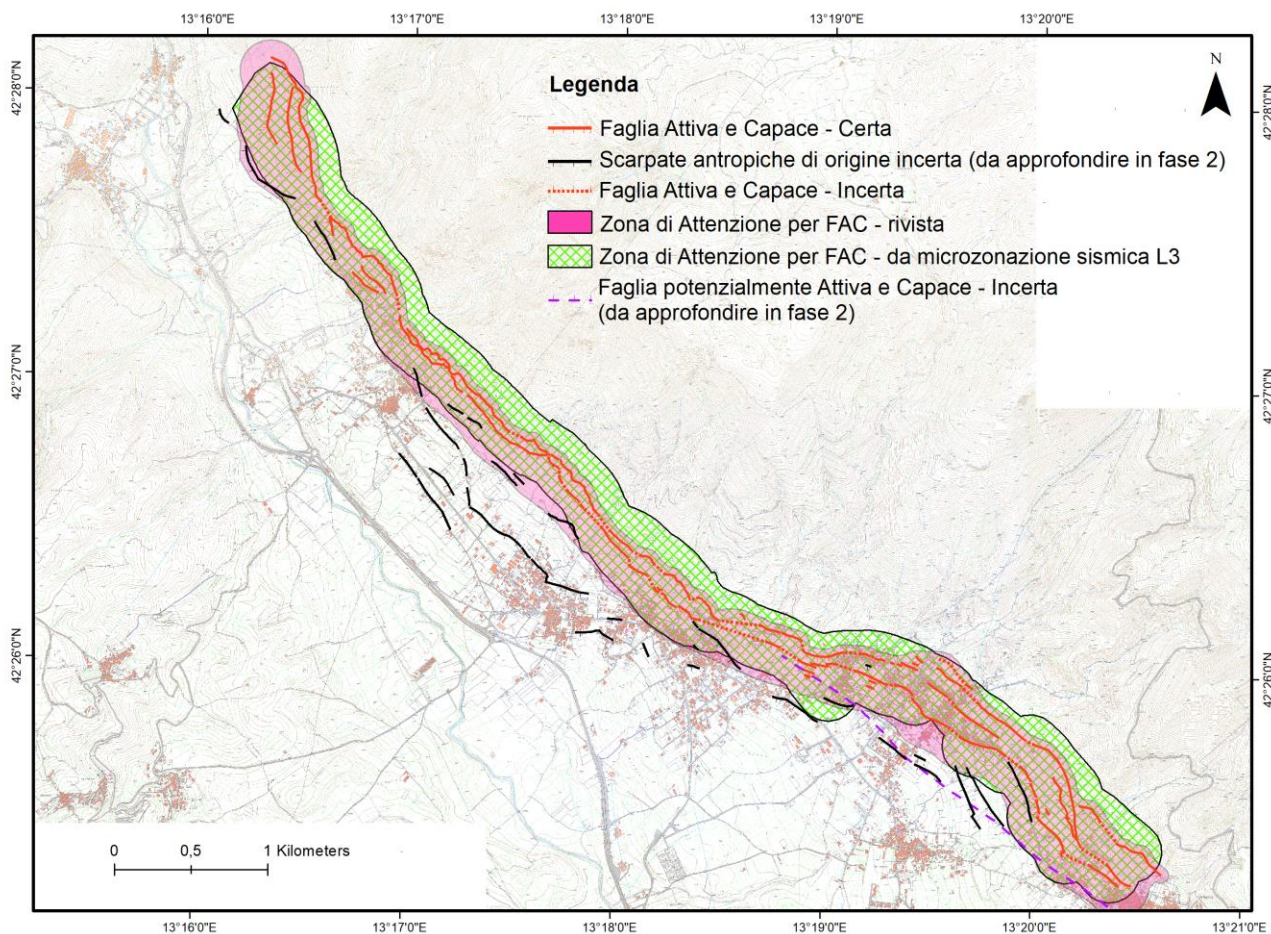 13°16'0"E 13°17'0"E 13°18'0"E 13°19'0"E 13°20'0"E
N
42°28'0"N 42°28'0"N
Legenda
Faglia Attiva e Capace - Certa
Scarpate antropiche di origine incerta (da approfondire in fase 2)
Faglia Attiva e Capace - Incerta
Zona di Attenzione per FAC - rivista
Zona di Attenzione per FAC - da microzonazione sismica L3
Faglia potenzialmente Attiva e Capace - Incerta
(da approfondire in fase 2)
42°27'0"N 42°27'0"N
42°26'0"N 42°26'0"N
0 0,5 1 Kilometers
13°16'0"E 13°17'0"E 13°18'0"E 13°19'0"E 13°20'0"E 13°21'0"E